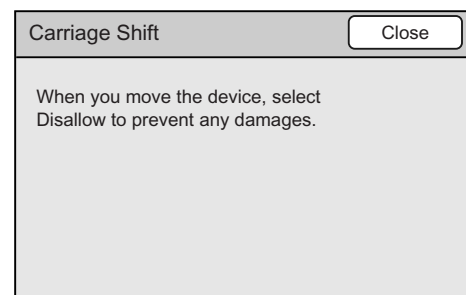 Carriage Shift
Close
When you move the device, select
Disallow to prevent any damages.